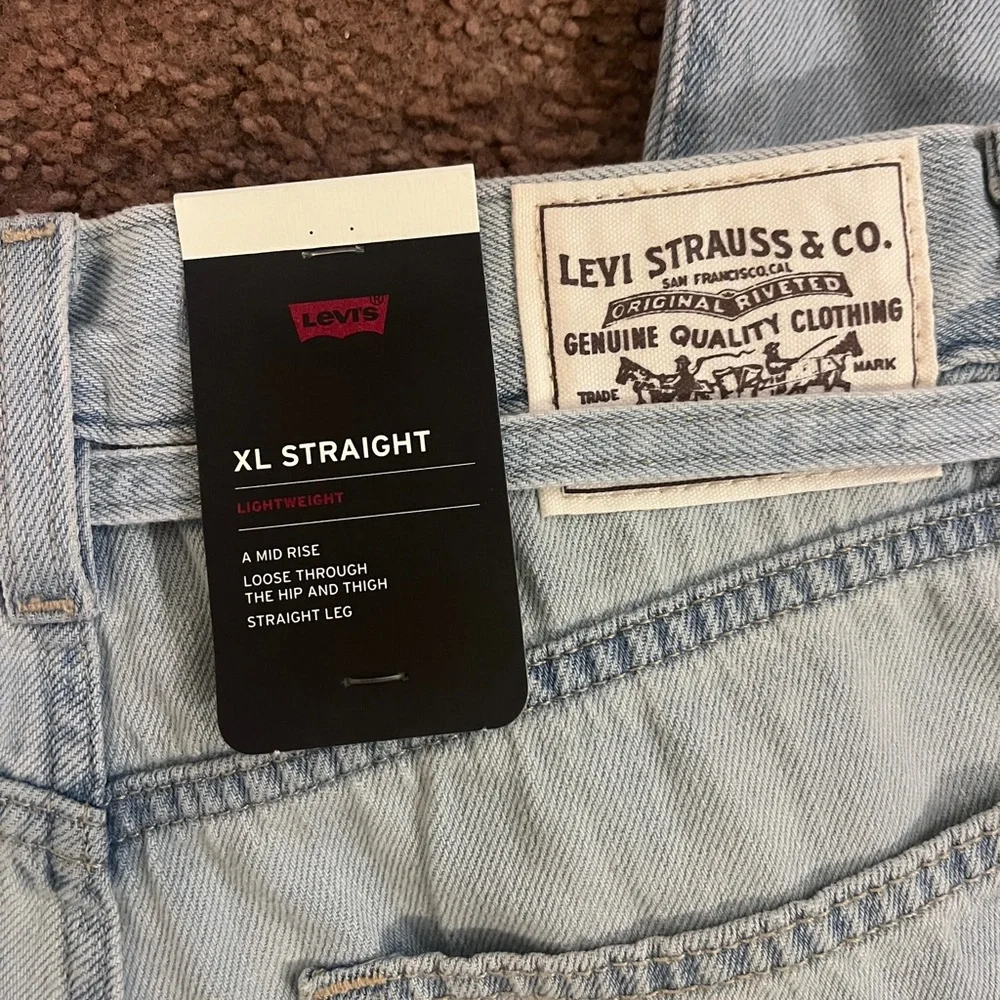 Levi's®
XL STRAIGHT
LIGHTWEIGHT
A MID RISE
LOOSE THROUGH
THE HIP AND THIGH
STRAIGHT LEG
LEVI STRAUSS & CO.
SAN FRANCISCO, CAL
ORIGINAL RIVETED
GENUINE QUALITY CLOTHING
TRADE MARK